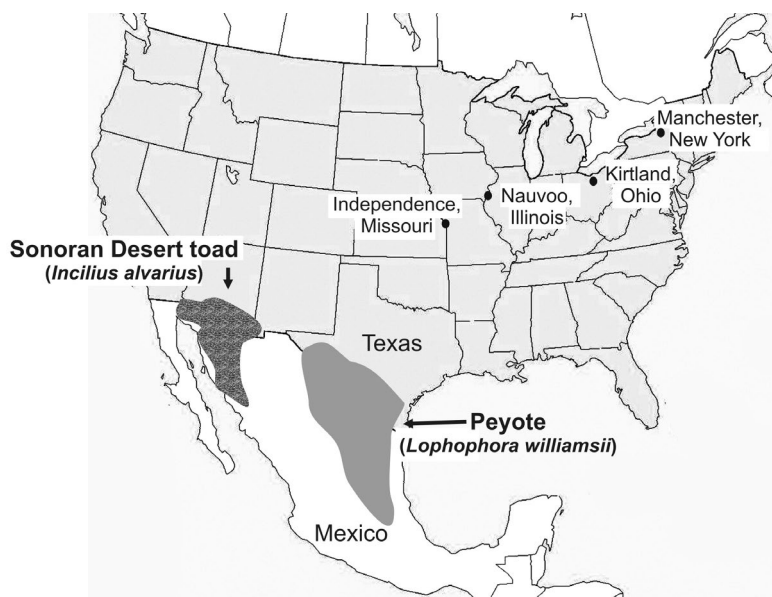 Manchester,
New York
Kirtland,
Ohio
Nauvoo,
Illinois
Independence,
Missouri
Sonoran Desert toad
(Incilius alvarius)
Texas
Peyote
(Lophophora williamsii)
Mexico